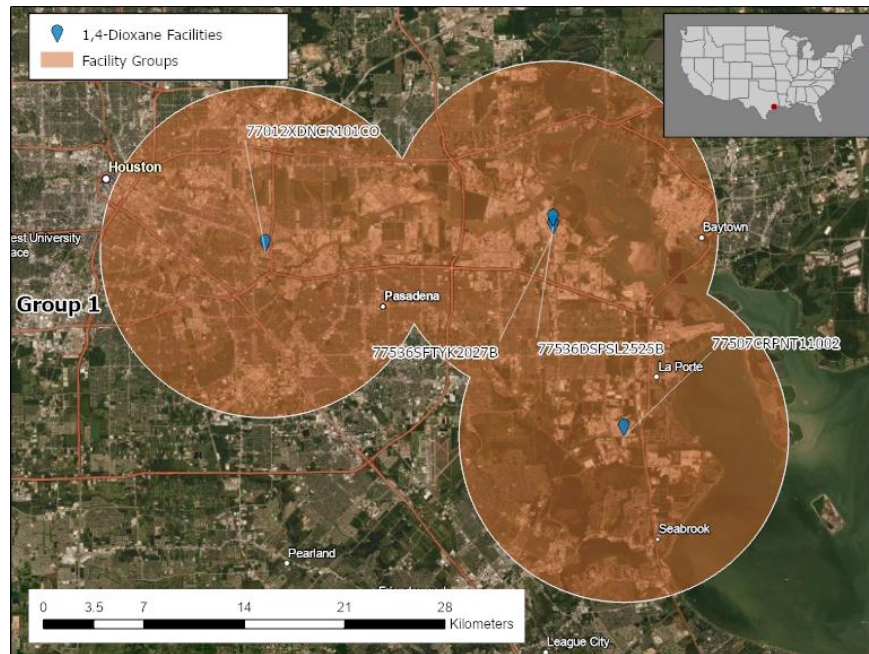 1,4-Dioxane Facilities
Facility Groups
77012XDNCR101CO
Houston
est University
ace
Baytown
Group 1
Pasadena
77536SFTYK2027B
77536DSPSL2525B
77507CRPNT11002
La Porte
Seabrook
Pearland
0 3.5 7 14 21 28
Kilometers
League City